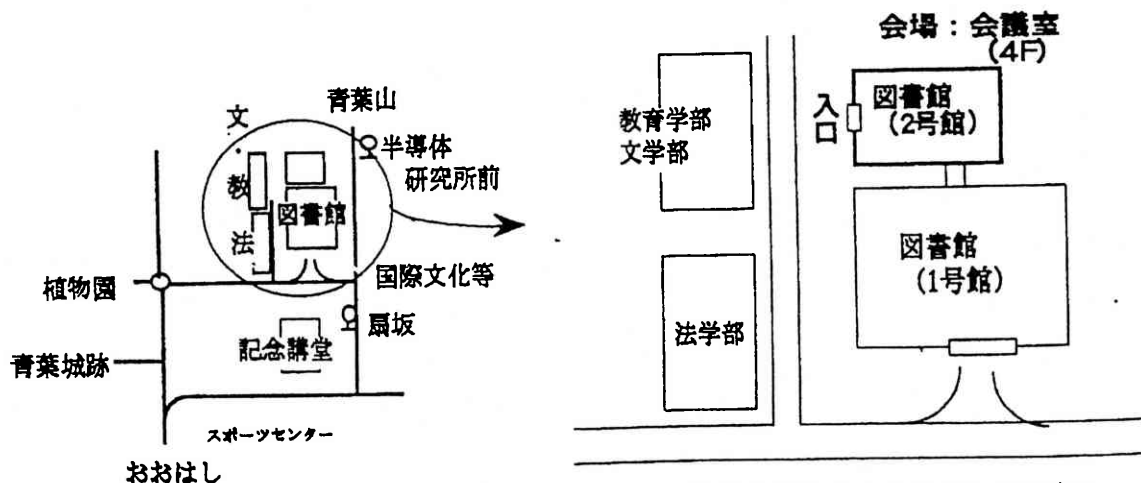 青葉山
文・教
法
半導体
研究所前
図書館
国際文化等
植物園
扇坂
記念講堂
青葉城跡
スポーツセンター
おおはし
会場：会議室
(4F)
入口
図書館
(2号館)
教育学部
文学部
図書館
(1号館)
法学部